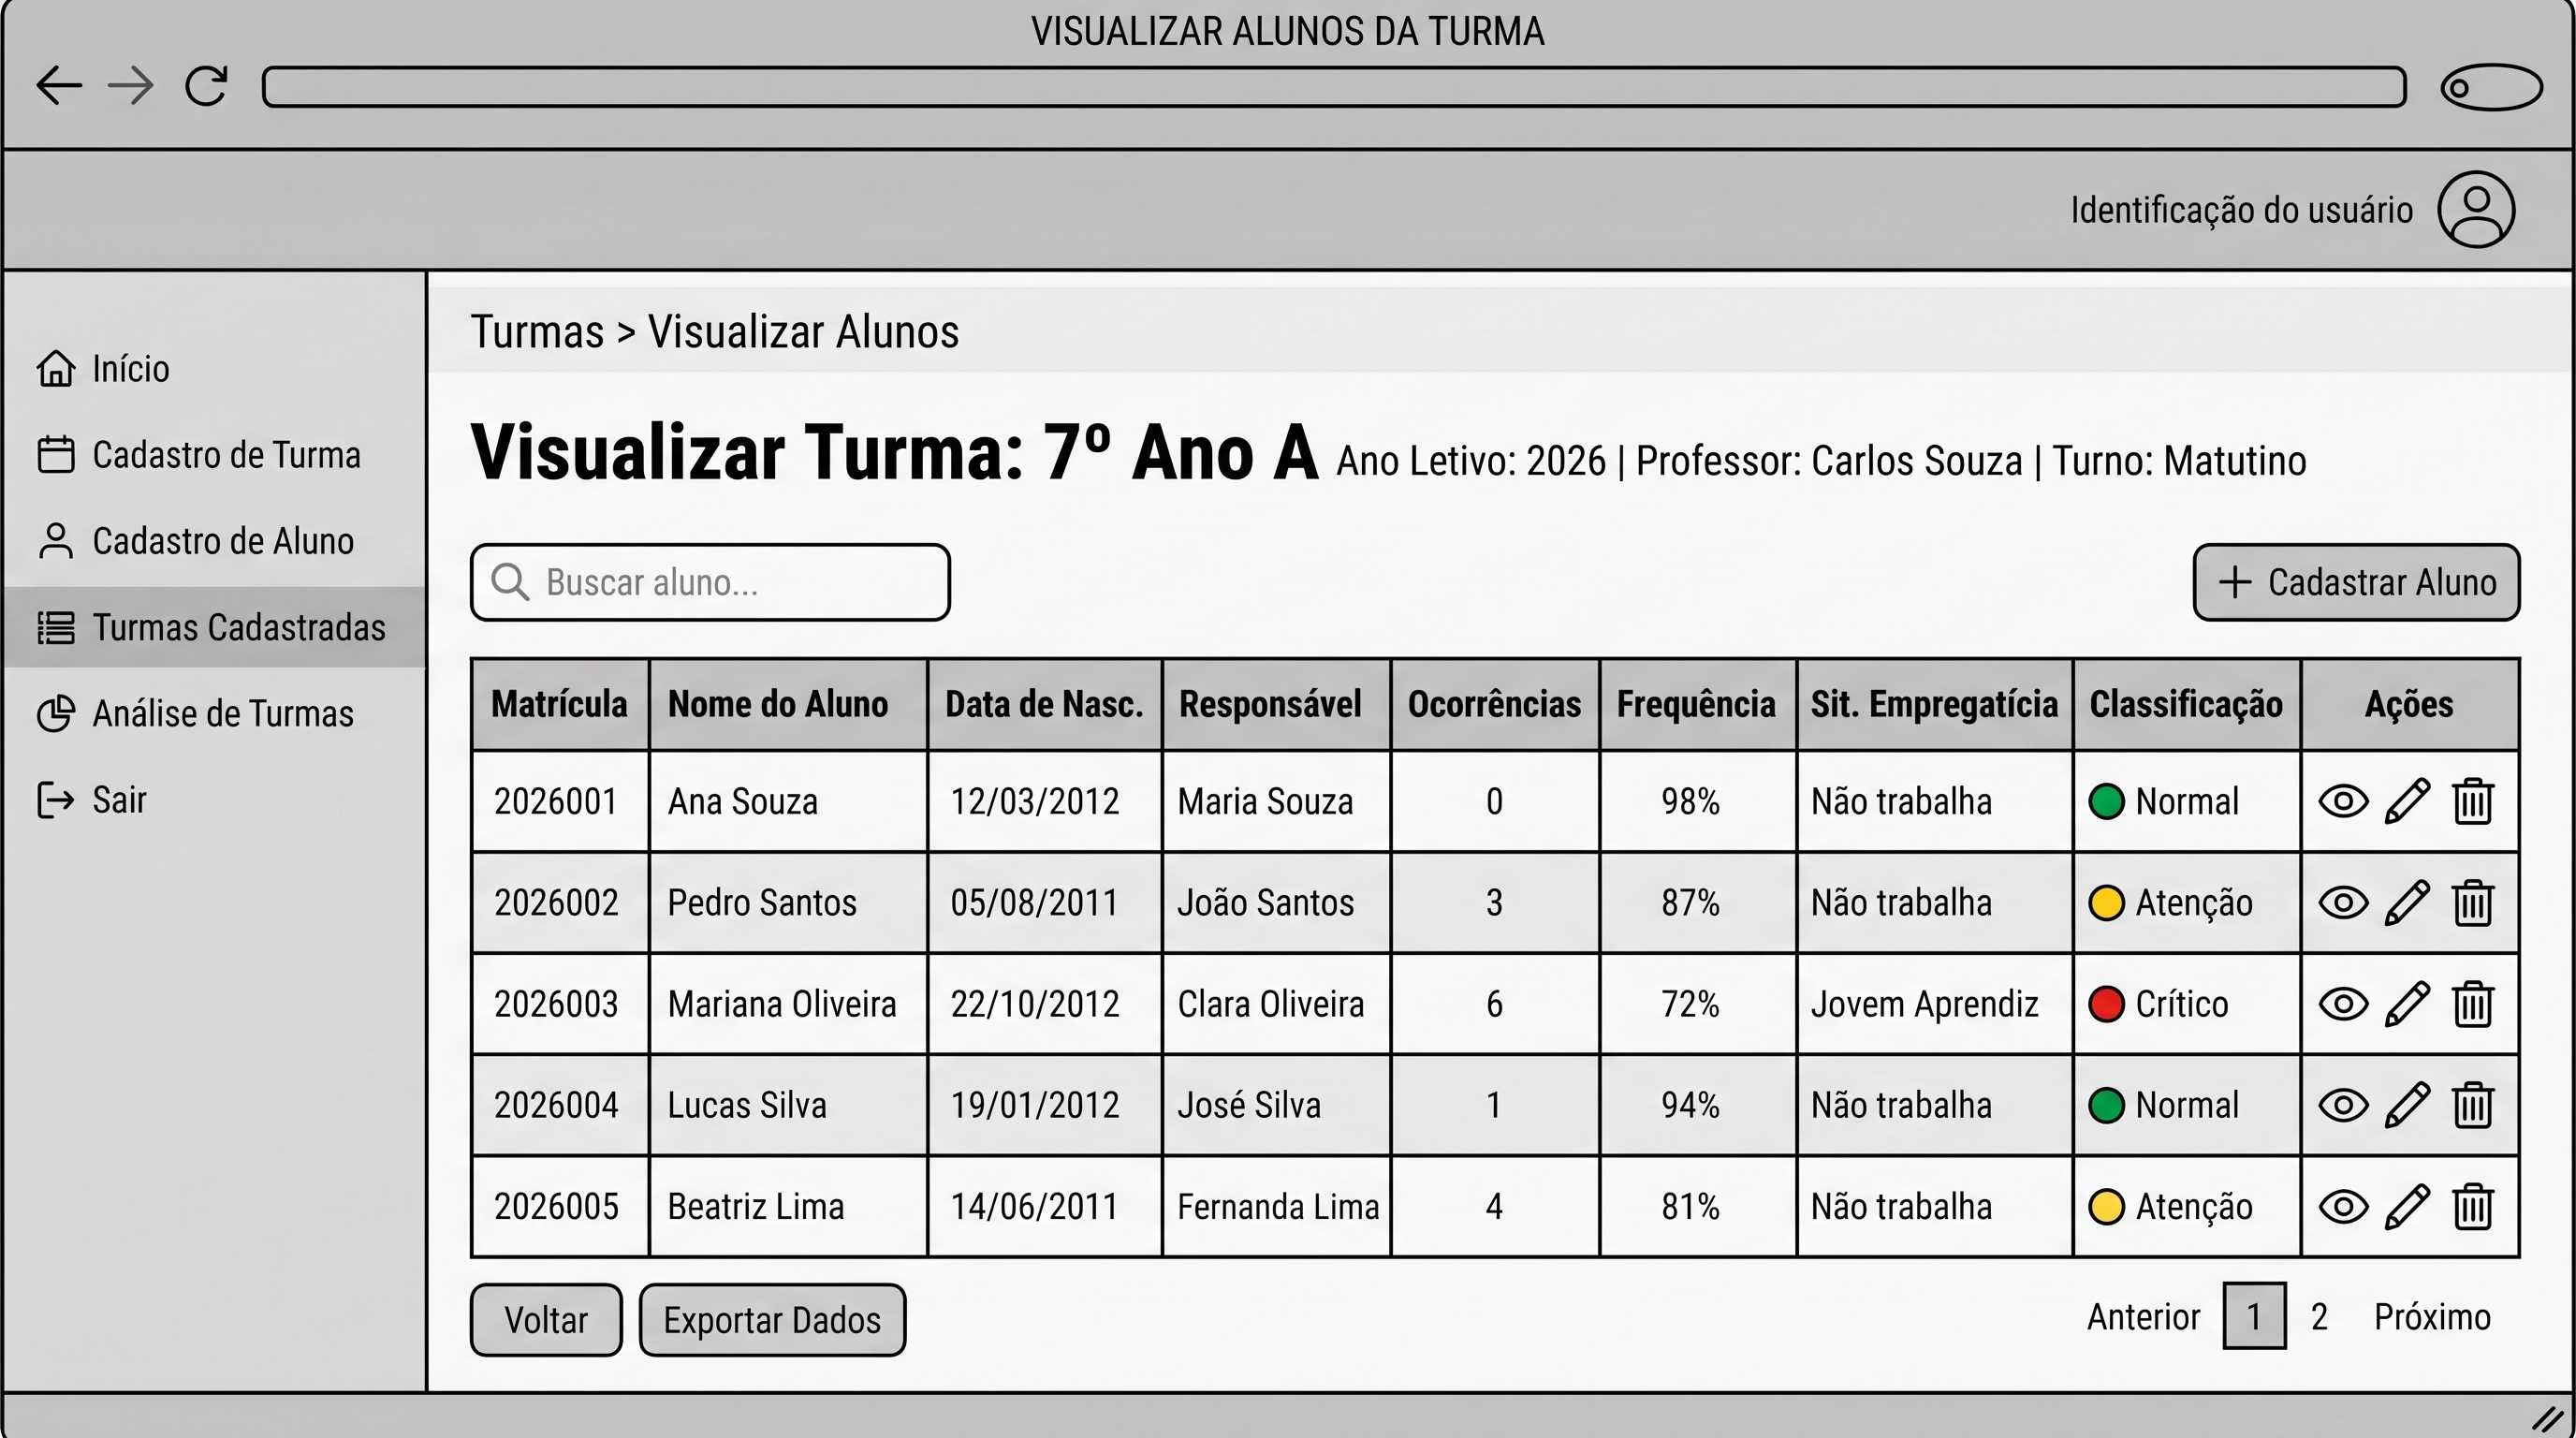 VISUALIZAR ALUNOS DA TURMA
Identificação do usuário
Início
Cadastro de Turma
Cadastro de Aluno
Turmas Cadastradas
Análise de Turmas
Sair
Turmas > Visualizar Alunos
Visualizar Turma: 7º Ano A Ano Letivo: 2026 | Professor: Carlos Souza | Turno: Matutino
Buscar aluno...
+ Cadastrar Aluno
Matrícula Nome do Aluno Data de Nasc. Responsável Ocorrências Frequência Sit. Empregatícia Classificação Ações
2026001 Ana Souza 12/03/2012 Maria Souza 0 98% Não trabalha Normal
2026002 Pedro Santos 05/08/2011 João Santos 3 87% Não trabalha Atenção
2026003 Mariana Oliveira 22/10/2012 Clara Oliveira 6 72% Jovem Aprendiz Crítico
2026004 Lucas Silva 19/01/2012 José Silva 1 94% Não trabalha Normal
2026005 Beatriz Lima 14/06/2011 Fernanda Lima 4 81% Não trabalha Atenção
Voltar Exportar Dados Anterior 1 2 Próximo